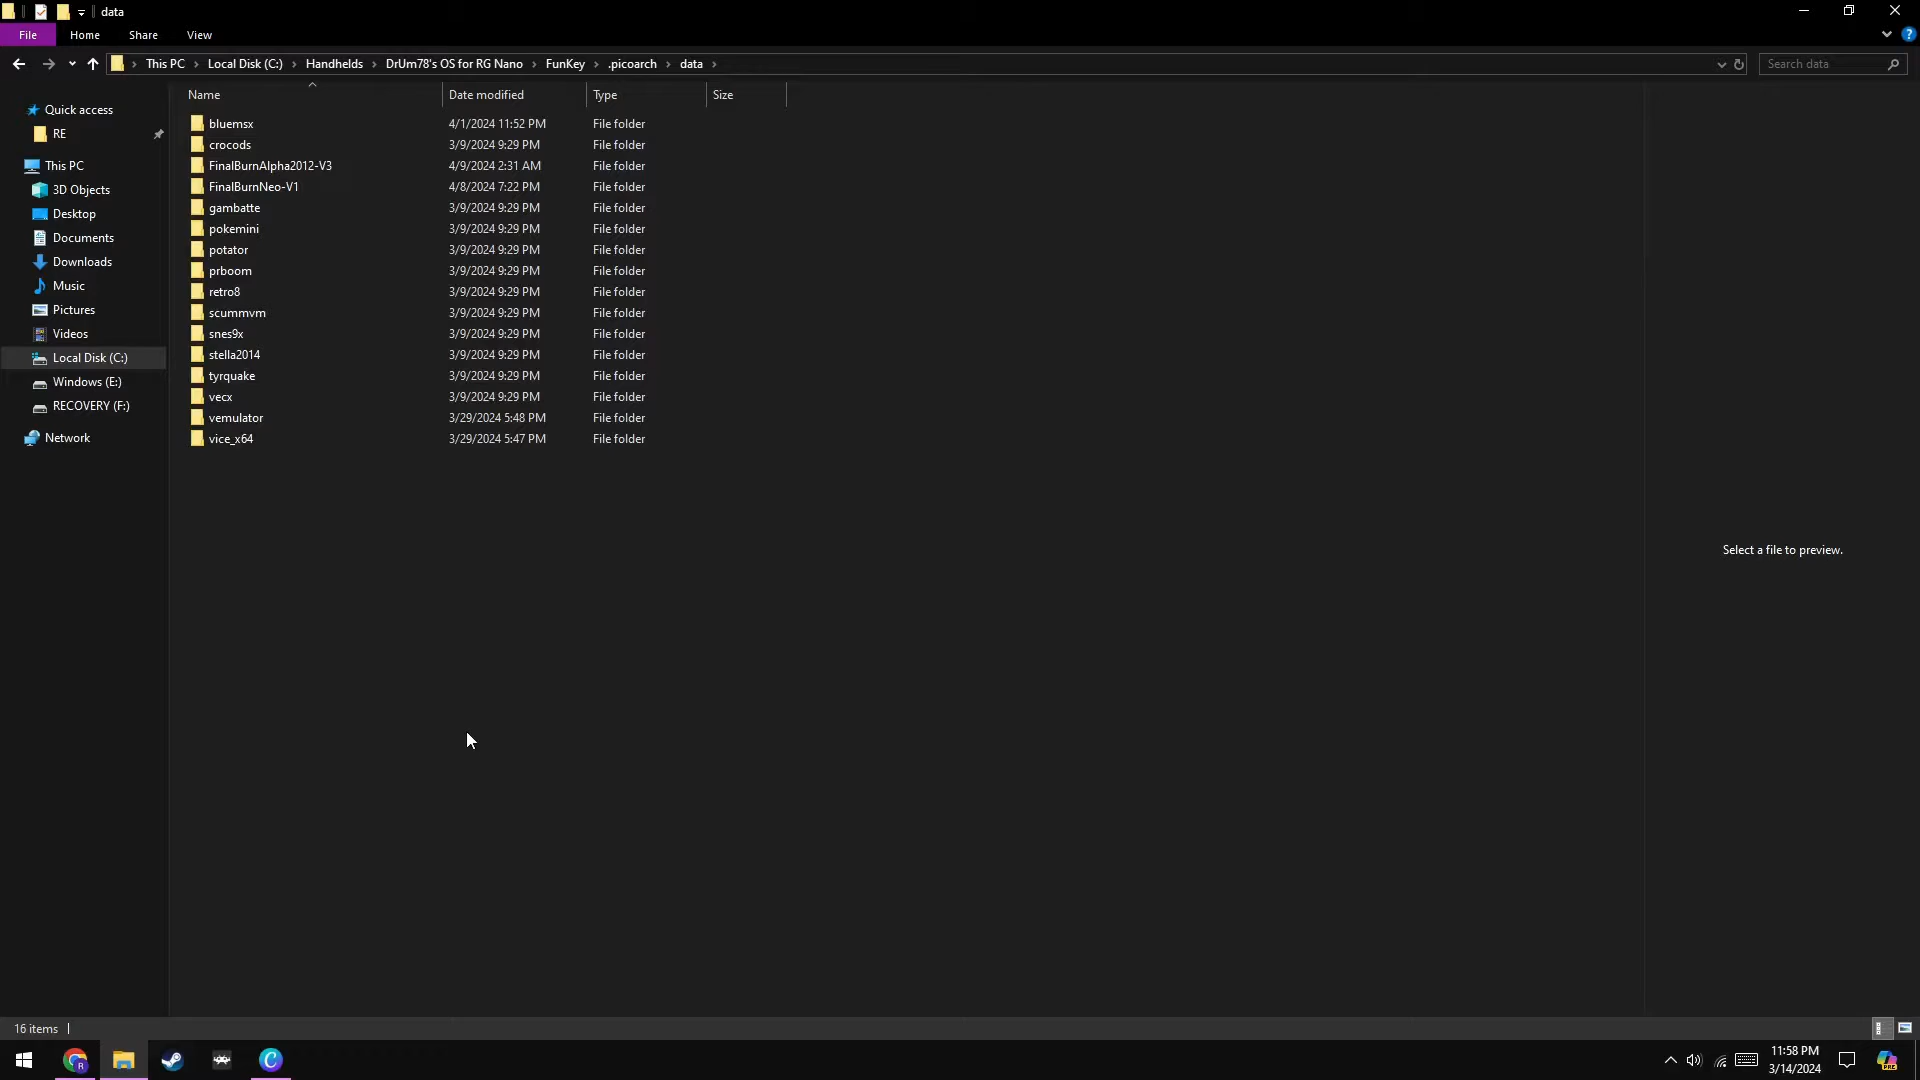 data
File Home Share View
This PC Local Disk (C:) Handhelds DrUm78's OS for RG Nano FunKey .picoarch data Search data
Name Date modified Type Size
Quick access
RE
This PC
3D Objects
Desktop
Documents
Downloads
Music
Pictures
Videos
Local Disk (C:)
Windows (E:)
RECOVERY (F:)
Network
bluemsx 4/1/2024 11:52 PM File folder
crocods 3/9/2024 9:29 PM File folder
FinalBurnAlpha2012-V3 4/9/2024 2:31 AM File folder
FinalBurnNeo-V1 4/8/2024 7:22 PM File folder
gambatte 3/9/2024 9:29 PM File folder
pokemini 3/9/2024 9:29 PM File folder
potator 3/9/2024 9:29 PM File folder
prboom 3/9/2024 9:29 PM File folder
retro8 3/9/2024 9:29 PM File folder
scummvm 3/9/2024 9:29 PM File folder
snes9x 3/9/2024 9:29 PM File folder
stella2014 3/9/2024 9:29 PM File folder
tyrquake 3/9/2024 9:29 PM File folder
vecx 3/9/2024 9:29 PM File folder
vemulator 3/29/2024 5:48 PM File folder
vice_x64 3/29/2024 5:47 PM File folder
Select a file to preview.
16 items
11:58 PM
3/14/2024